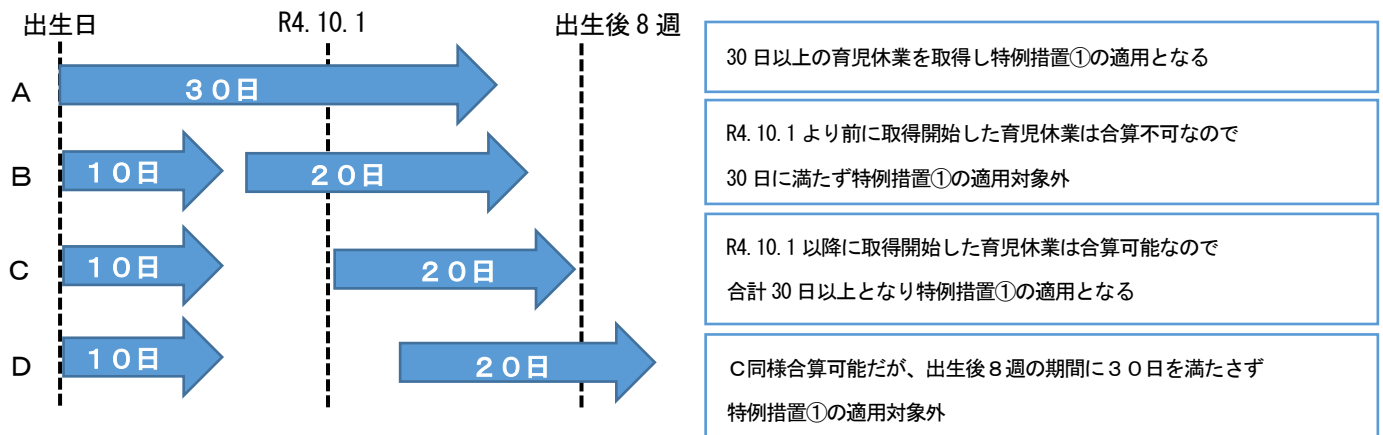 出生日
R4.10.1
出生後8週
A
30日
30日以上の育児休業を取得し特例措置①の適用となる
B
10日
20日
R4.10.1より前に取得開始した育児休業は合算不可なので
30日に満たず特例措置①の適用対象外
C
10日
20日
R4.10.1以降に取得開始した育児休業は合算可能なので
合計30日以上となり特例措置①の適用となる
D
10日
20日
C同様合算可能だが、出生後8週の期間に30日を満たさず
特例措置①の適用対象外